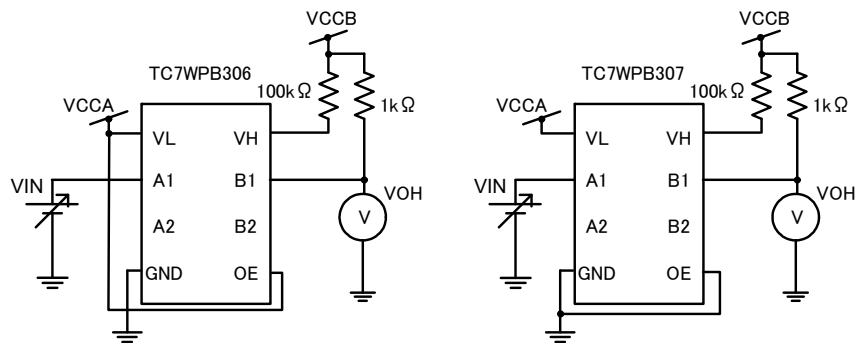 VCCB
TC7WPB306
100kΩ
1kΩ
VCCA
VL
VH
VIN
A1
B1
VOH
V
A2
B2
GND
OE
VCCB
TC7WPB307
100kΩ
1kΩ
VCCA
VL
VH
VIN
A1
B1
VOH
V
A2
B2
GND
OE